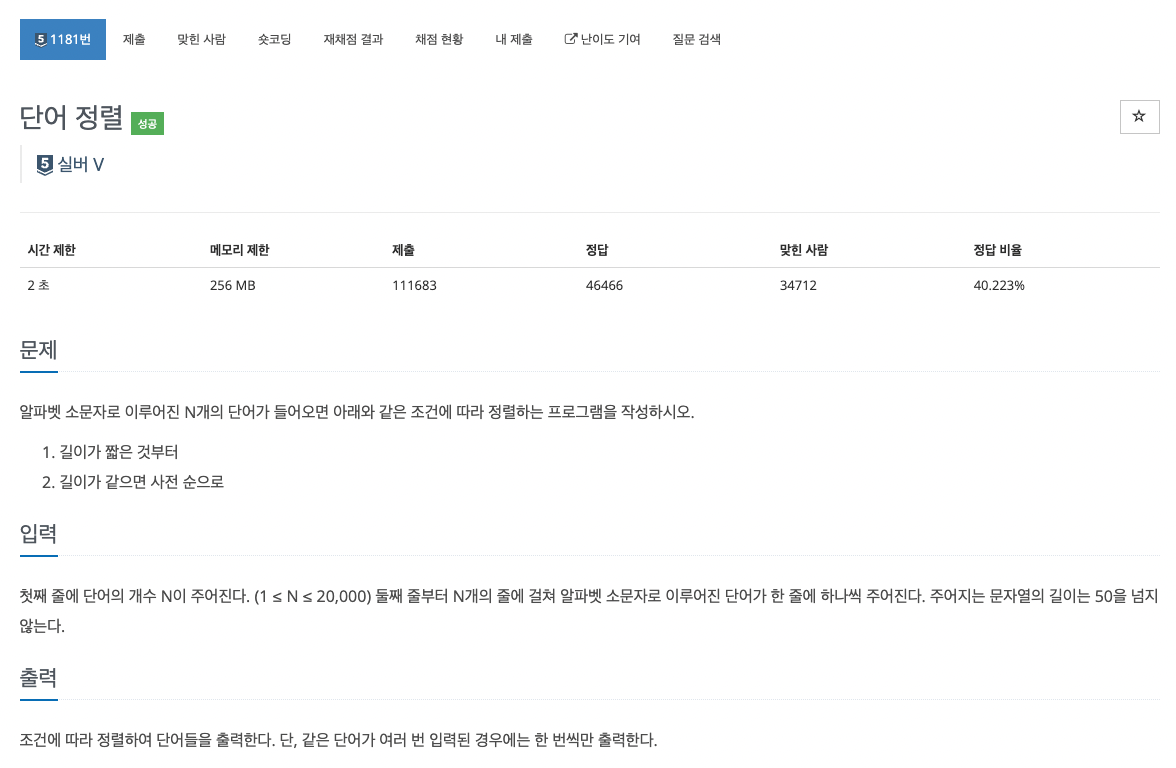 5 1181번 제출 맞힌 사람 숏코딩 재채점 결과 채점 현황 내 제출 난이도 기여 질문 검색
단어 정렬 성공
5 실버 V
시간 제한 메모리 제한 제출 정답 맞힌 사람 정답 비율
2 초 256 MB 111683 46466 34712 40.223%
문제
알파벳 소문자로 이루어진 N개의 단어가 들어오면 아래와 같은 조건에 따라 정렬하는 프로그램을 작성하시오.
1. 길이가 짧은 것부터
2. 길이가 같으면 사전 순으로
입력
첫째 줄에 단어의 개수 N이 주어진다. (1 ≤ N ≤ 20,000) 둘째 줄부터 N개의 줄에 걸쳐 알파벳 소문자로 이루어진 단어가 한 줄에 하나씩 주어진다. 주어지는 문자열의 길이는 50을 넘지
않는다.
출력
조건에 따라 정렬하여 단어들을 출력한다. 단, 같은 단어가 여러 번 입력된 경우에는 한 번씩만 출력한다.